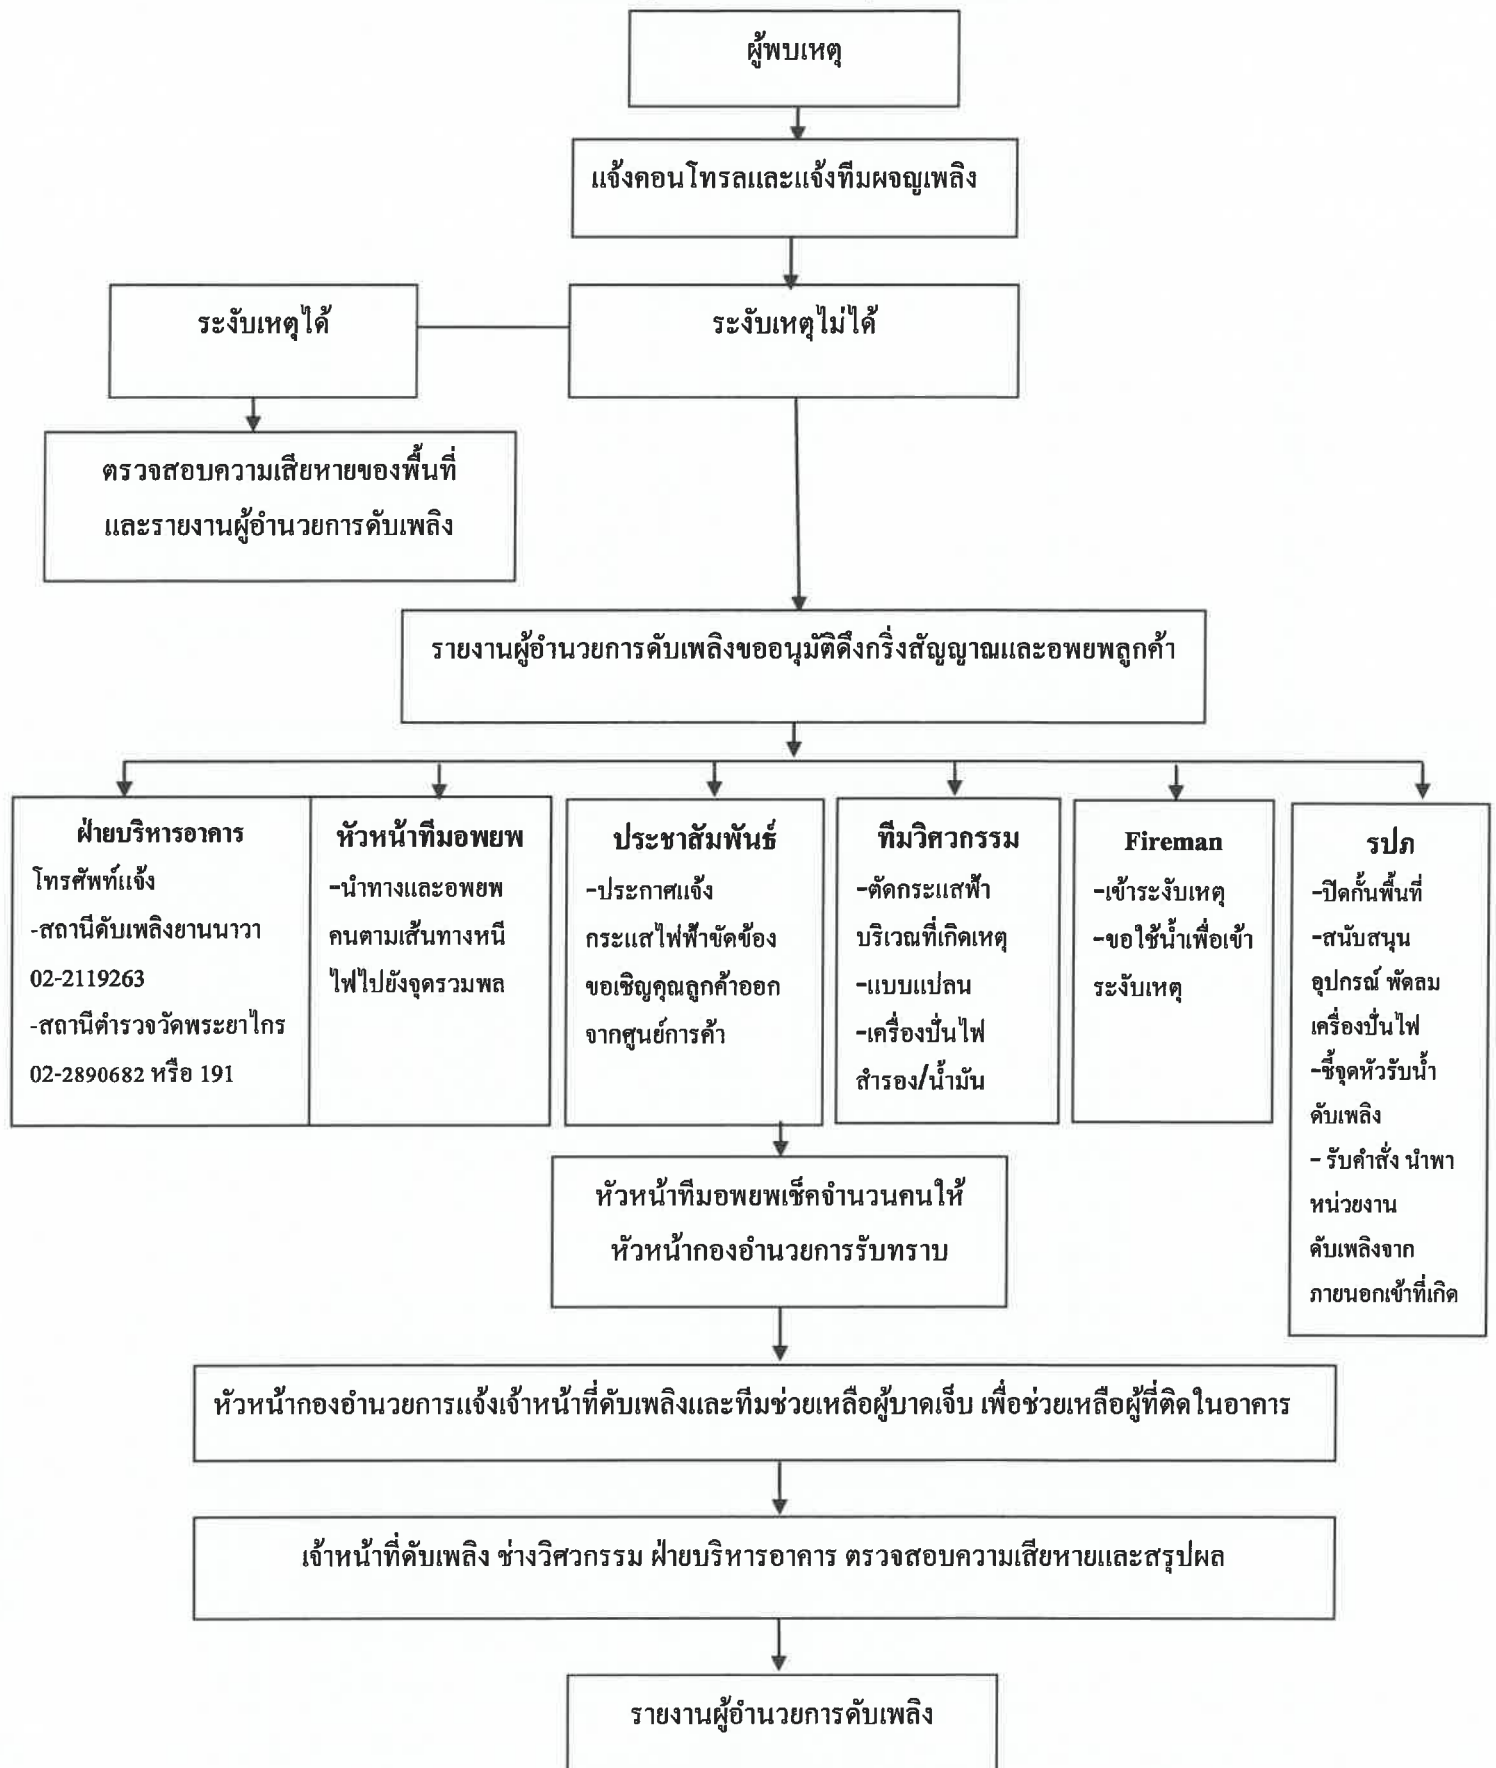 ผู้พบเหตุ
แจ้งคอนโทรลและแจ้งทีมผจญเพลิง
ระงับเหตุได้
ระงับเหตุไม่ได้
ตรวจสอบความเสียหายของพื้นที่
และรายงานผู้อำนวยการดับเพลิง
รายงานผู้อำนวยการดับเพลิงขออนุมัติดึงกริ่งสัญญาณและอพยพลูกค้า
ฝ่ายบริหารอาคาร
โทรศัพท์แจ้ง
-สถานีดับเพลิงยานนาวา
02-2119263
-สถานีตำรวจวัดพระยาไกร
02-2890682 หรือ 191
หัวหน้าทีมอพยพ
-นำทางและอพยพ
คนตามเส้นทางหนี
ไฟไปยังจุดรวมพล
ประชาสัมพันธ์
-ประกาศแจ้ง
กระแสไฟฟ้าขัดข้อง
ขอเชิญคุณลูกค้าออก
จากศูนย์การค้า
ทีมวิศวกรรม
-ตัดกระแสฟ้า
บริเวณที่เกิดเหตุ
-แบบแปลน
-เครื่องปั่นไฟ
สำรอง/น้ำมัน
Fireman
-เข้าระงับเหตุ
-ขอใช้น้ำเพื่อเข้า
ระงับเหตุ
รปภ
-ปิดกั้นพื้นที่
-สนับสนุน
อุปกรณ์ พัดลม
เครื่องปั่นไฟ
-ชี้จุดหัวรับน้ำ
ดับเพลิง
- รับคำสั่ง นำพา
หน่วยงาน
ดับเพลิงจาก
ภายนอกเข้าที่เกิด
หัวหน้าทีมอพยพเช็คจำนวนคนให้
หัวหน้ากองอำนวยการรับทราบ
หัวหน้ากองอำนวยการแจ้งเจ้าหน้าที่ดับเพลิงและทีมช่วยเหลือผู้บาดเจ็บ เพื่อช่วยเหลือผู้ที่ติดในอาคาร
เจ้าหน้าที่ดับเพลิง ช่างวิศวกรรม ฝ่ายบริหารอาคาร ตรวจสอบความเสียหายและสรุปผล
รายงานผู้อำนวยการดับเพลิง